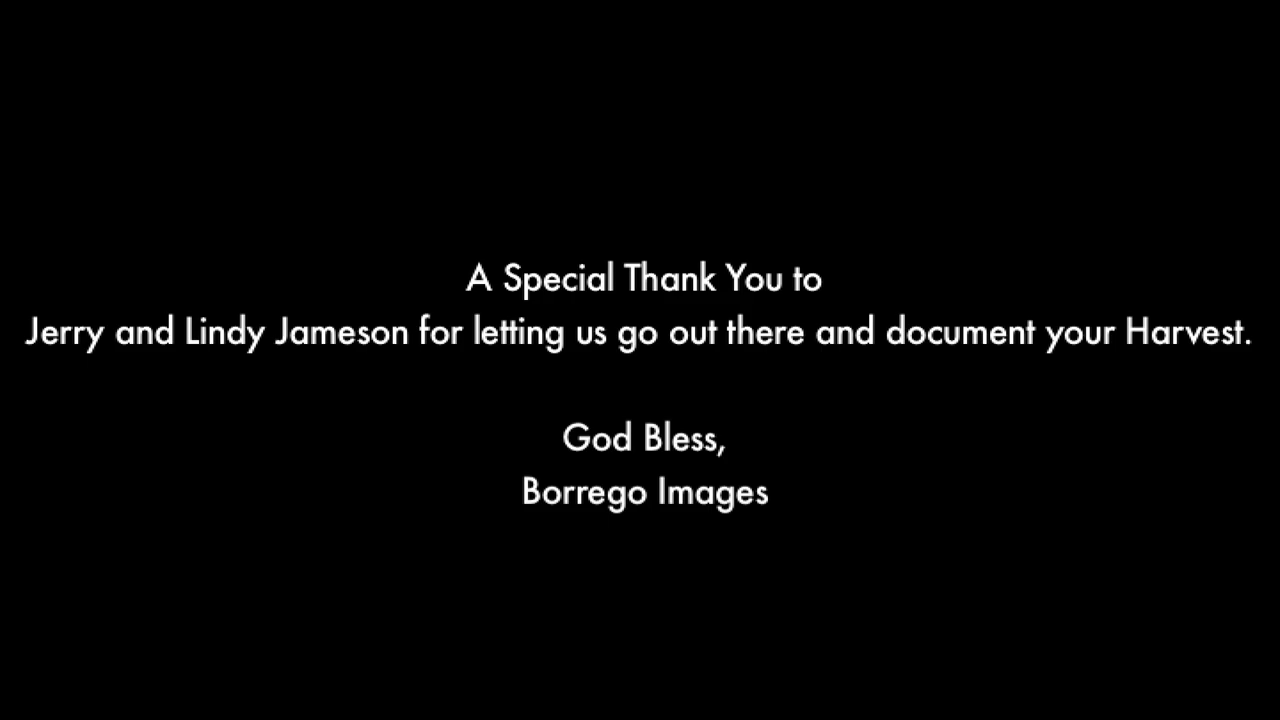 A Special Thank You to
Jerry and Lindy Jameson for letting us go out there and document your Harvest.
God Bless,
Borrego Images